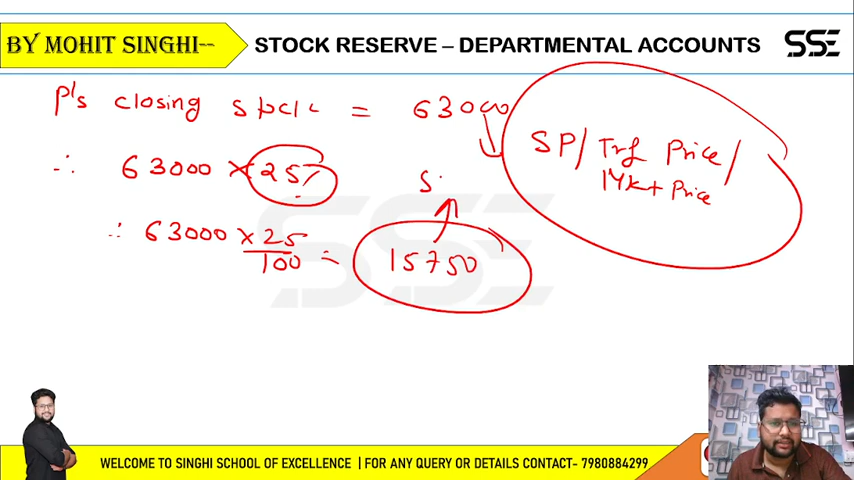 BY MOHIT SINGHI--
STOCK RESERVE – DEPARTMENTAL ACCOUNTS
SSE
P's closing stock = 63000
SP/ Trf Price/
Mkt Price
∴ 63000 × 25%
S.
∴ 63000 × 25
100
= 15750
SSE
WELCOME TO SINGHI SCHOOL OF EXCELLENCE | FOR ANY QUERY OR DETAILS CONTACT- 7980884299